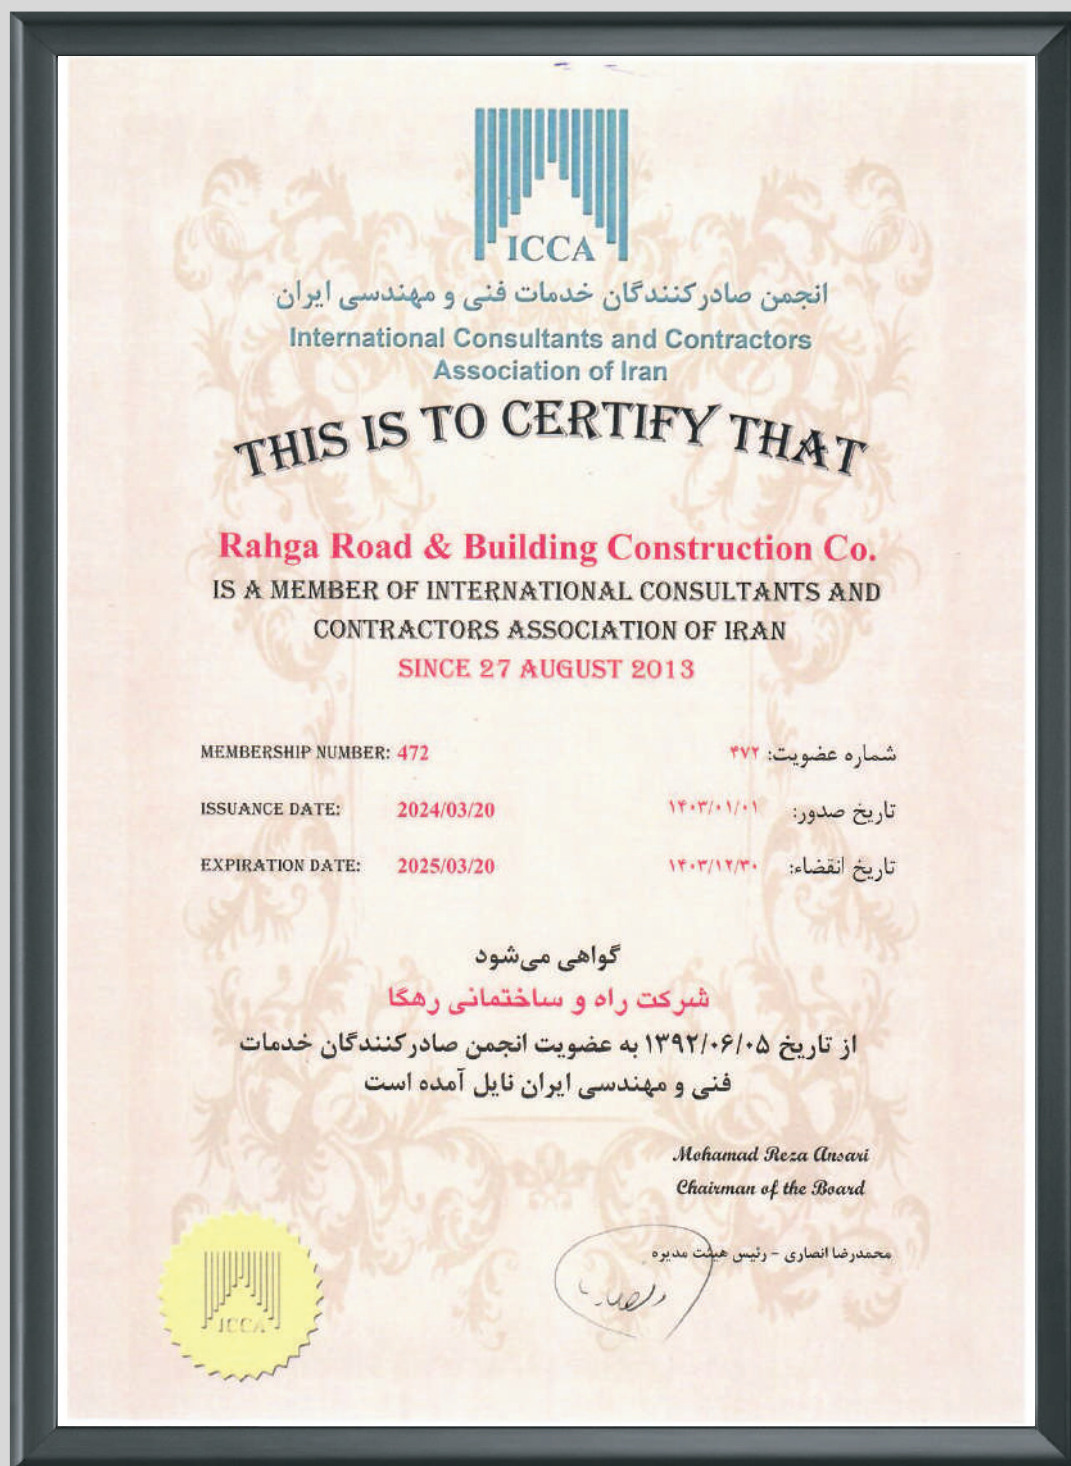 ICCA
انجمن صادرکنندگان خدمات فنی و مهندسی ایران
International Consultants and Contractors
Association of Iran
THIS IS TO CERTIFY THAT
Rahga Road & Building Construction Co.
IS A MEMBER OF INTERNATIONAL CONSULTANTS AND
CONTRACTORS ASSOCIATION OF IRAN
SINCE 27 AUGUST 2013
MEMBERSHIP NUMBER: 472
شماره عضویت: ۴۷۲
ISSUANCE DATE: 2024/03/20
تاریخ صدور: ۱۴۰۳/۰۱/۰۱
EXPIRATION DATE: 2025/03/20
تاریخ انقضاء: ۱۴۰۳/۱۲/۳۰
گواهی می‌شود
شرکت راه و ساختمانی رهگا
از تاریخ ۱۳۹۲/۰۶/۰۵ به عضویت انجمن صادرکنندگان خدمات
فنی و مهندسی ایران نایل آمده است
Mohamad Reza Ansari
Chairman of the Board
محمدرضا انصاری - رئیس هیئت مدیره
ICCA